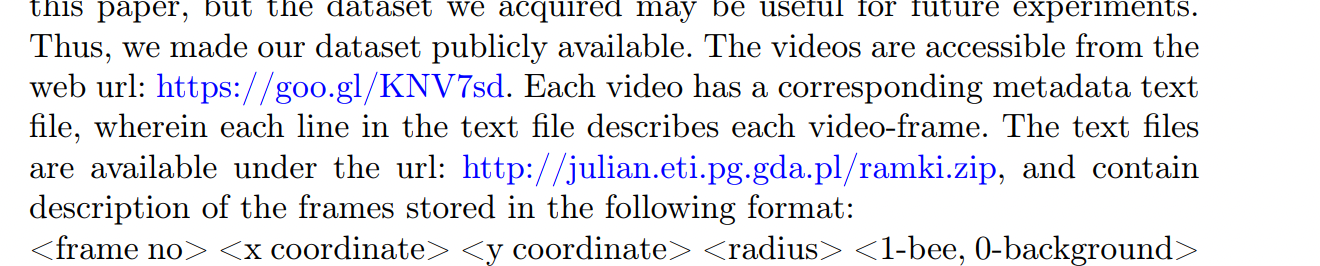 this paper, but the dataset we acquired may be useful for future experiments.
Thus, we made our dataset publicly available. The videos are accessible from the
web url: https://goo.gl/KNV7sd. Each video has a corresponding metadata text
file, wherein each line in the text file describes each video-frame. The text files
are available under the url: http://julian.eti.pg.gda.pl/ramki.zip, and contain
description of the frames stored in the following format:
<frame no> <x coordinate> <y coordinate> <radius> <1-bee, 0-background>